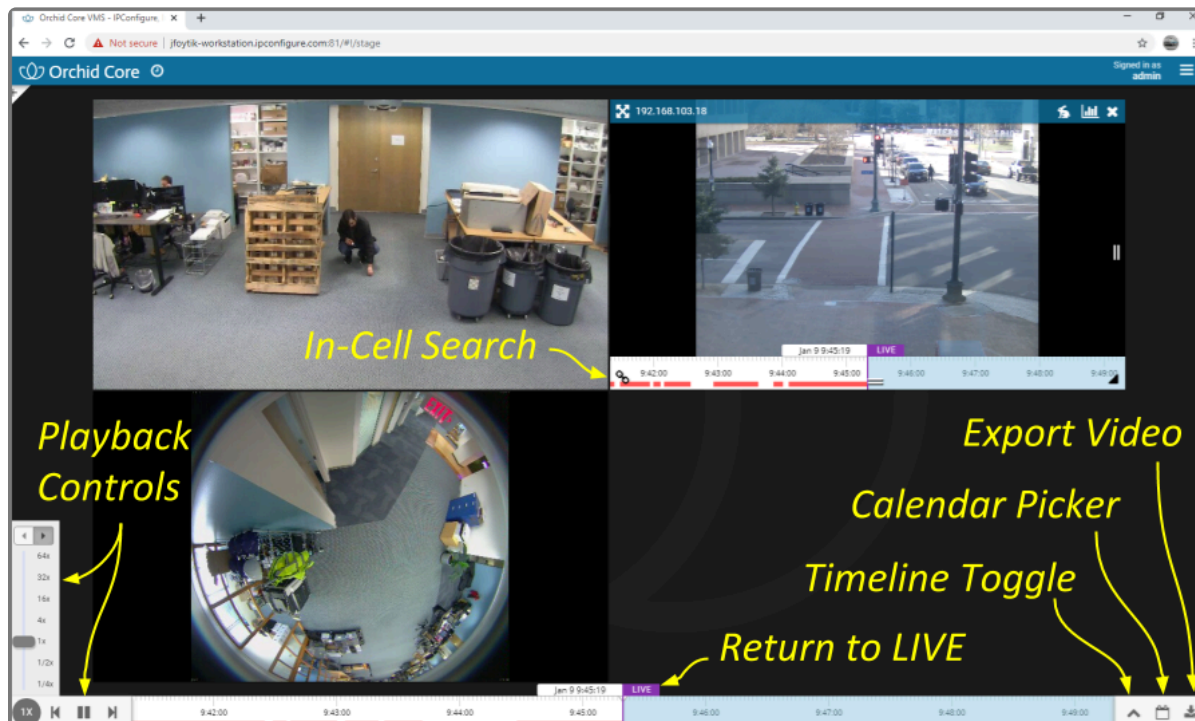 Orchid Core VMS - IPConfigure,
Not secure | jfoytik-workstation.ipconfigure.com:81/#!/stage
Orchid Core
Signed in as
admin
192.168.103.18
In-Cell Search
Jan 9 9:45:19 LIVE
9:42:00 9:43:00 9:44:00 9:45:00 9:46:00 9:47:00 9:48:00 9:49:00
EXIT
Playback
Controls
Export Video
Calendar Picker
Timeline Toggle
Return to LIVE
64x
32x
16x
4x
1x
1/2x
1/4x
Jan 9 9:45:19 LIVE
1X 9:42:00 9:43:00 9:44:00 9:45:00 9:46:00 9:47:00 9:48:00 9:49:00